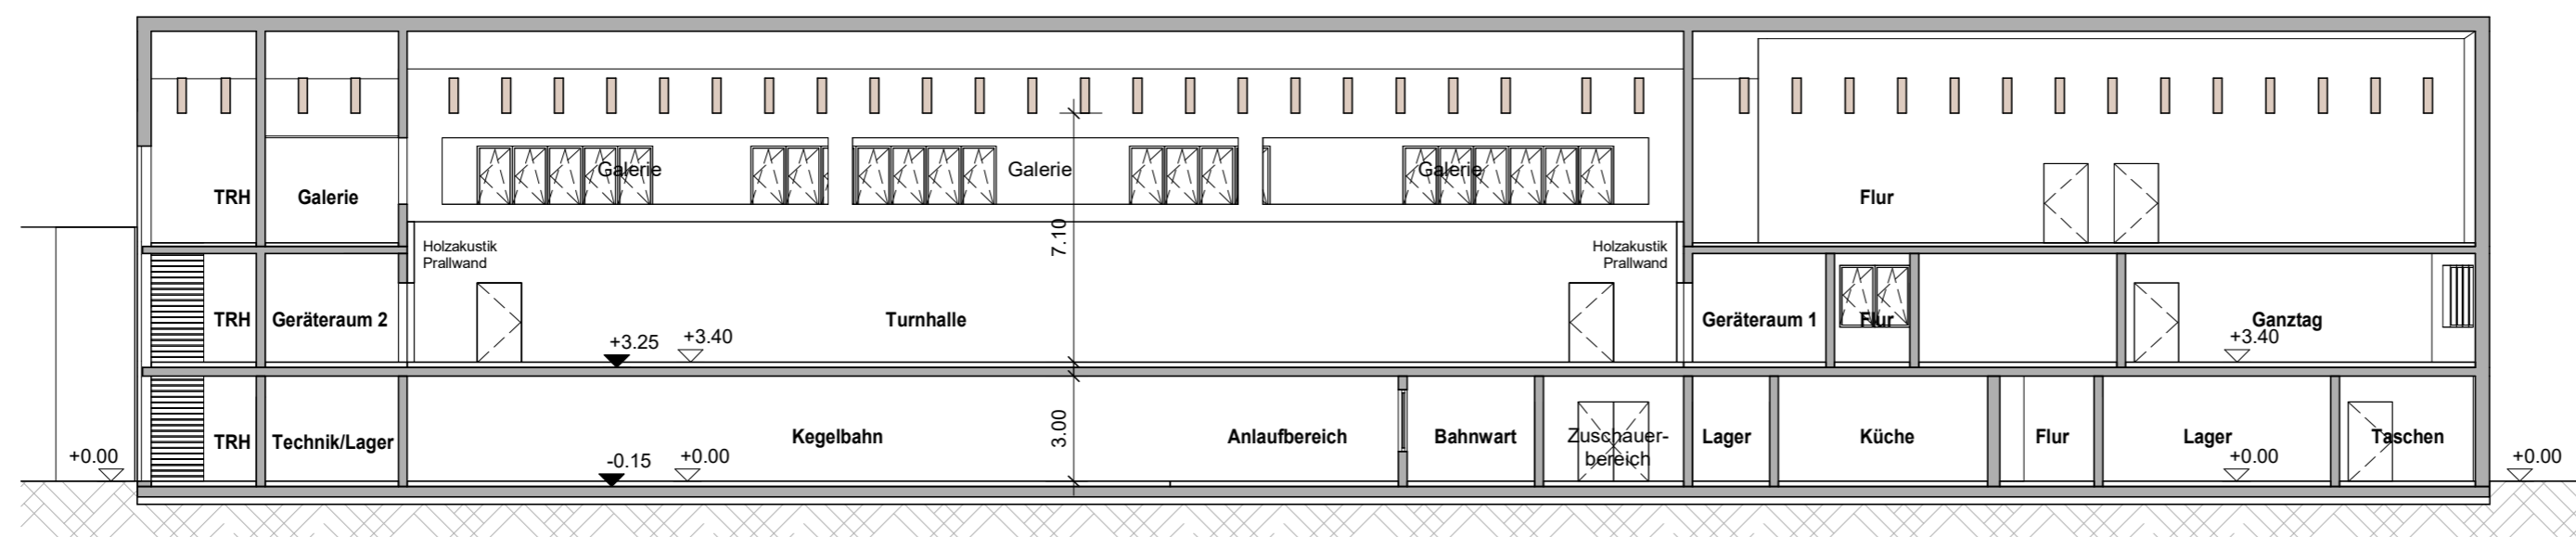 Galerie
Galerie
Galerie
TRH
Galerie
Flur
7.10
Holzakustik
Prallwand
Holzakustik
Prallwand
TRH
Geräteraum 2
Turnhalle
Geräteraum 1
Flur
Ganztag
+3.25
+3.40
+3.40
3.00
TRH
Technik/Lager
Kegelbahn
Anlaufbereich
Bahnwart
Zuschauer-
bereich
Lager
Küche
Flur
Lager
Taschen
+0.00
-0.15
+0.00
+0.00
+0.00